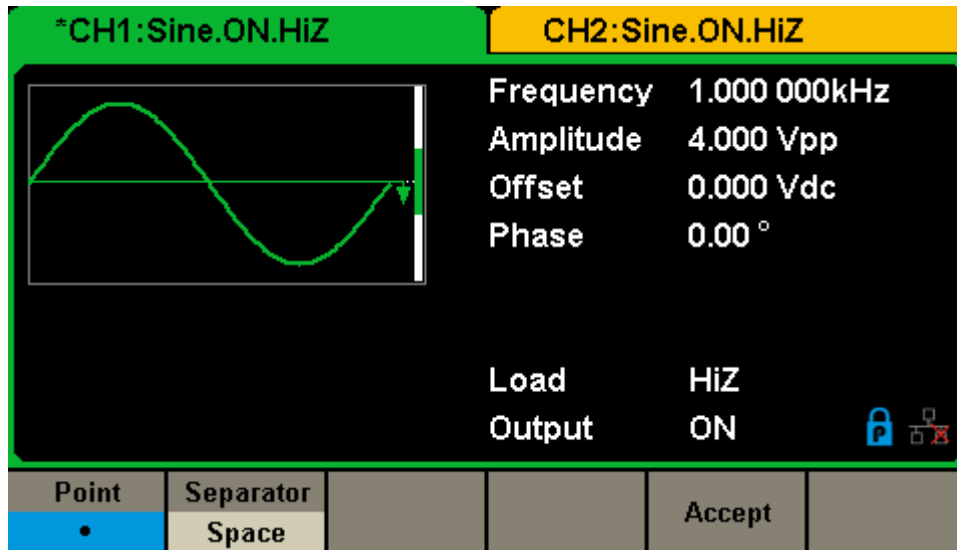 *CH1:Sine.ON.HiZ
CH2:Sine.ON.HiZ
Frequency 1.000 000kHz
Amplitude 4.000 Vpp
Offset 0.000 Vdc
Phase 0.00 °
Load HiZ
Output ON
P
Point Separator Accept
• Space